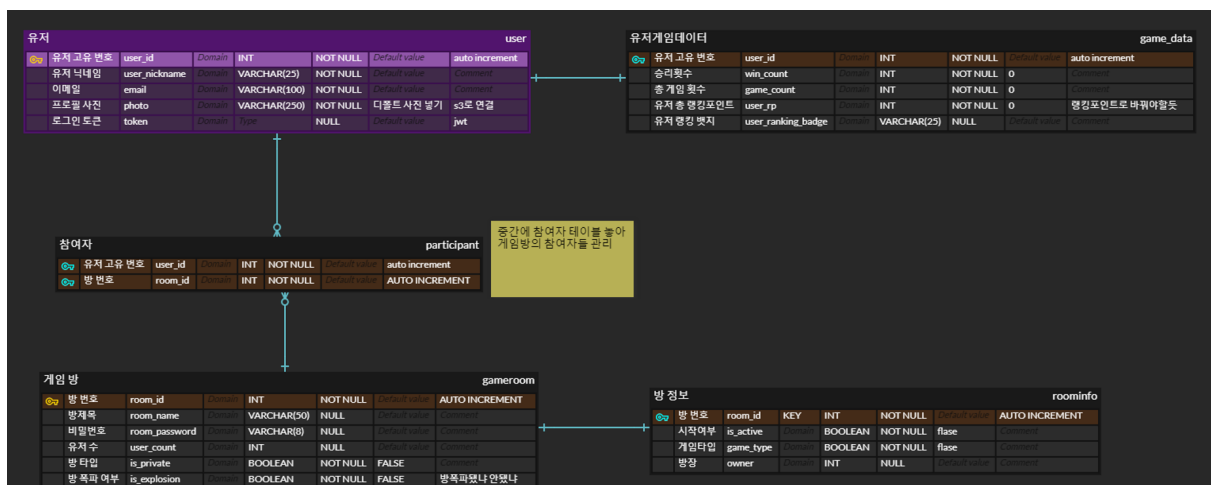 유저 user
유저 고유 번호 user_id Domain INT NOT NULL Default value auto increment
유저 닉네임 user_nickname Domain VARCHAR(25) NOT NULL Default value Comment
이메일 email Domain VARCHAR(100) NOT NULL Default value Comment
프로필 사진 photo Domain VARCHAR(250) NOT NULL 디폴트 사진 넣기 s3로 연결
로그인 토큰 token Domain Type NULL Default value jwt
유저게임데이터 game_data
유저 고유 번호 user_id Domain INT NOT NULL Default value auto increment
승리횟수 win_count Domain INT NOT NULL 0 Comment
총 게임 횟수 game_count Domain INT NOT NULL 0 Comment
유저 총 랭킹포인트 user_rp Domain INT NOT NULL 0 랭킹포인트로 바꿔야할듯
유저 랭킹 뱃지 user_ranking_badge Domain VARCHAR(25) NULL Default value Comment
참여자 participant
유저 고유 번호 user_id Domain INT NOT NULL Default value auto increment
방 번호 room_id Domain INT NOT NULL Default value AUTO INCREMENT
중간에 참여자 테이블 놓아
게임방의 참여자들 관리
게임 방 gameroom
방 번호 room_id Domain INT NOT NULL Default value AUTO INCREMENT
방제목 room_name Domain VARCHAR(50) NULL Default value Comment
비밀번호 room_password Domain VARCHAR(8) NULL Default value Comment
유저 수 user_count Domain INT NULL Default value Comment
방 타입 is_private Domain BOOLEAN NOT NULL FALSE Comment
방 폭파 여부 is_explosion Domain BOOLEAN NOT NULL FALSE 방폭파됐냐 안됐냐
방 정보 roominfo
방 번호 room_id KEY INT NOT NULL Default value AUTO INCREMENT
시작여부 is_active Domain BOOLEAN NOT NULL flase Comment
게임타입 game_type Domain BOOLEAN NOT NULL flase Comment
방장 owner Domain INT NULL Default value Comment